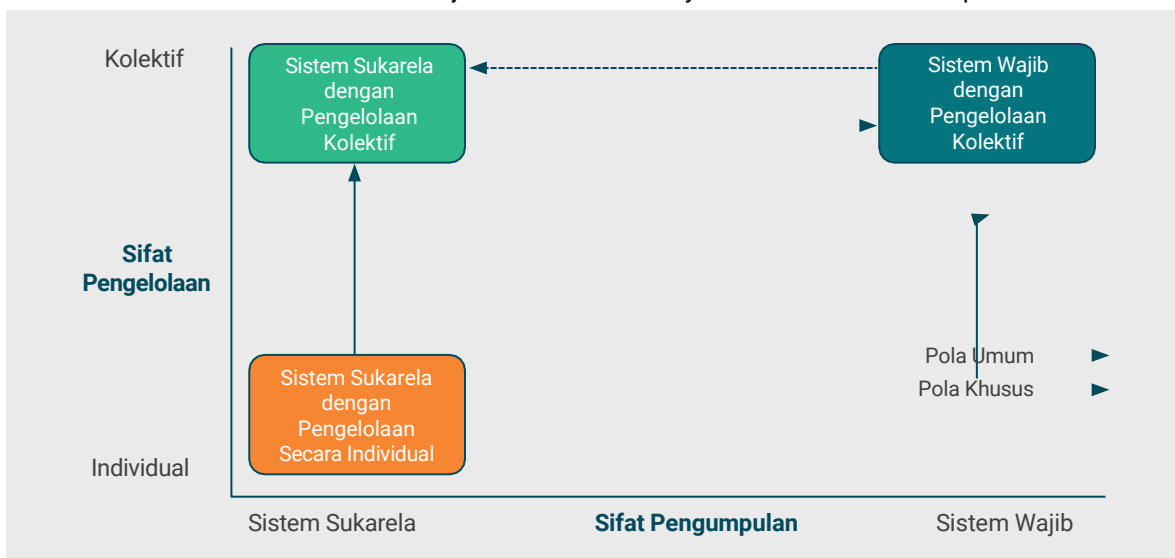 Kolektif
Sistem Sukarela
dengan
Pengelolaan
Kolektif
Sistem Wajib
dengan
Pengelolaan
Kolektif
Sifat
Pengelolaan
Sistem Sukarela
dengan
Pengelolaan
Secara Individual
Pola Umum
Pola Khusus
Individual
Sistem Sukarela
Sifat Pengumpulan
Sistem Wajib